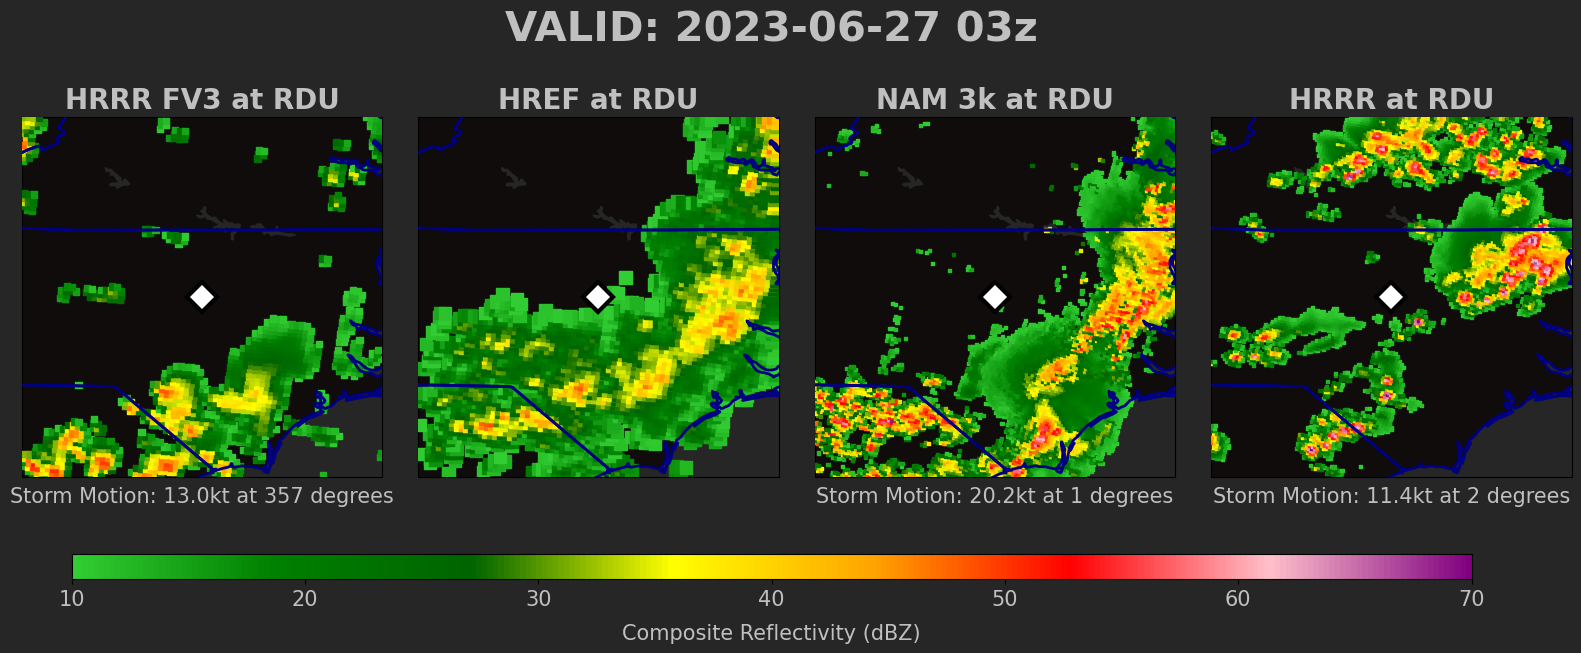 VALID: 2023-06-27 03z
HRRR FV3 at RDU
HREF at RDU
NAM 3k at RDU
HRRR at RDU
Storm Motion: 13.0kt at 357 degrees
Storm Motion: 20.2kt at 1 degrees
Storm Motion: 11.4kt at 2 degrees
10 20 30 40 50 60 70
Composite Reflectivity (dBZ)